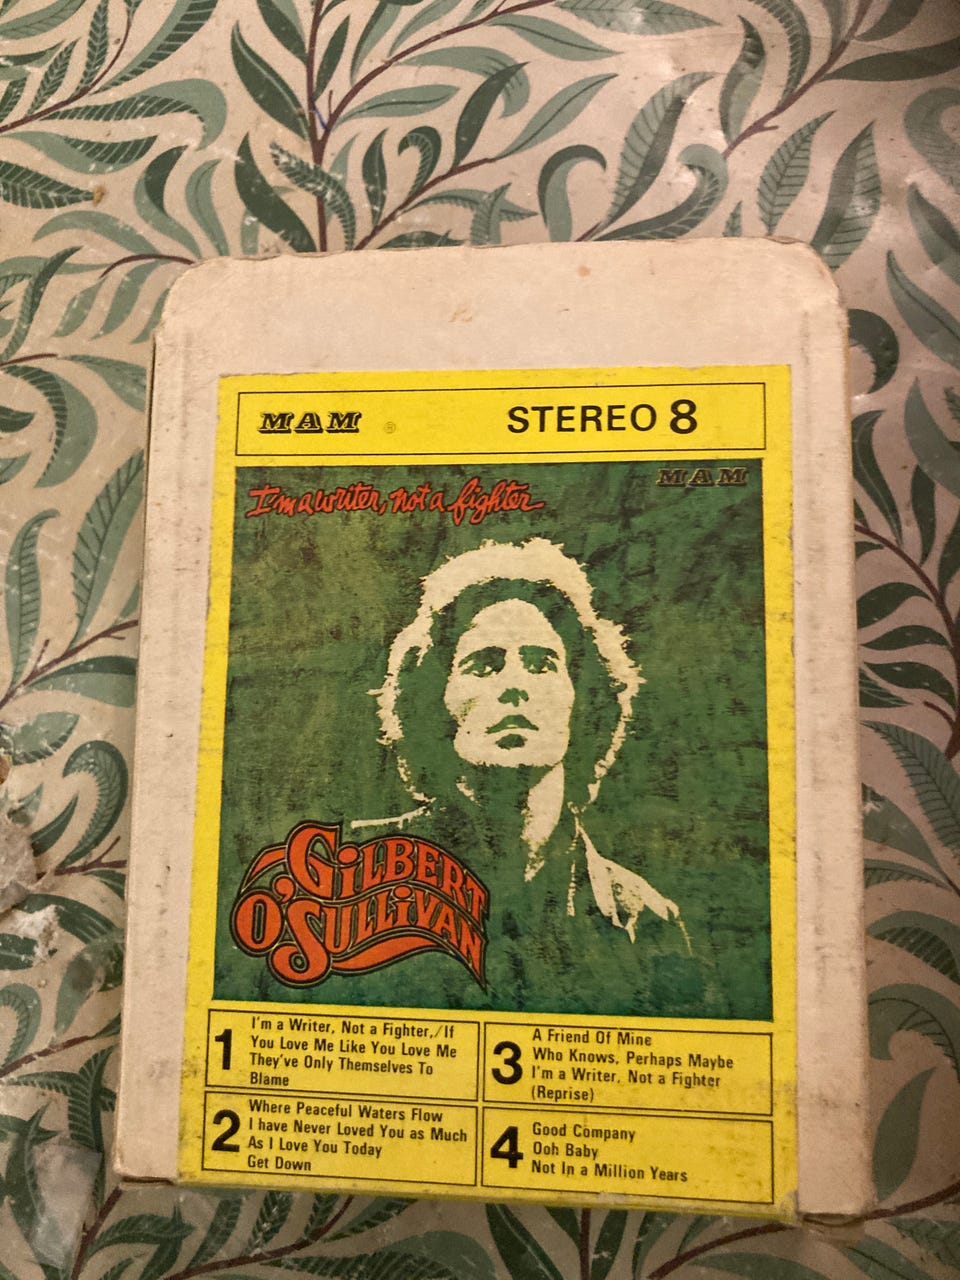 MAM ®
STEREO 8
I'm a writer, not a fighter
MAM
GILBERT
O'SULLIVAN
1
I'm a Writer, Not a Fighter,/If
You Love Me Like You Love Me
They've Only Themselves To
Blame
2
Where Peaceful Waters Flow
I have Never Loved You as Much
As I Love You Today
Get Down
3
A Friend Of Mine
Who Knows, Perhaps Maybe
I'm a Writer, Not a Fighter
(Reprise)
4
Good Company
Ooh Baby
Not In a Million Years